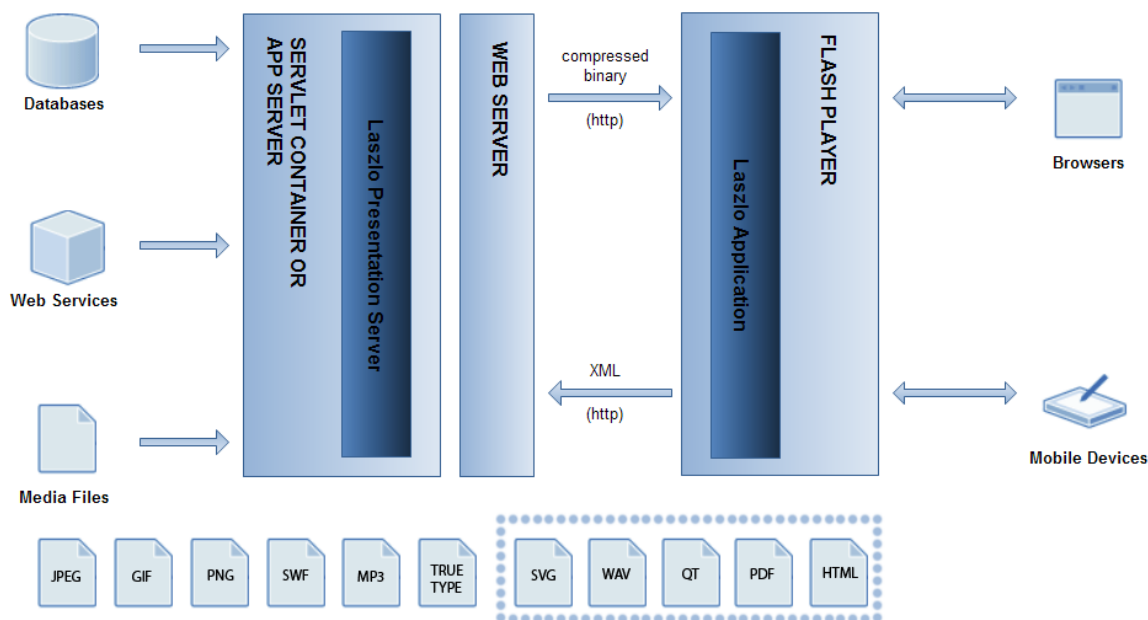 Databases
Web Services
Media Files
SERVLET CONTAINER OR
APP SERVER
Laszlo Presentation Server
WEB SERVER
compressed
binary
(http)
XML
(http)
Laszlo Application
FLASH PLAYER
Browsers
Mobile Devices
JPEG
GIF
PNG
SWF
MP3
TRUE
TYPE
SVG
WAV
QT
PDF
HTML